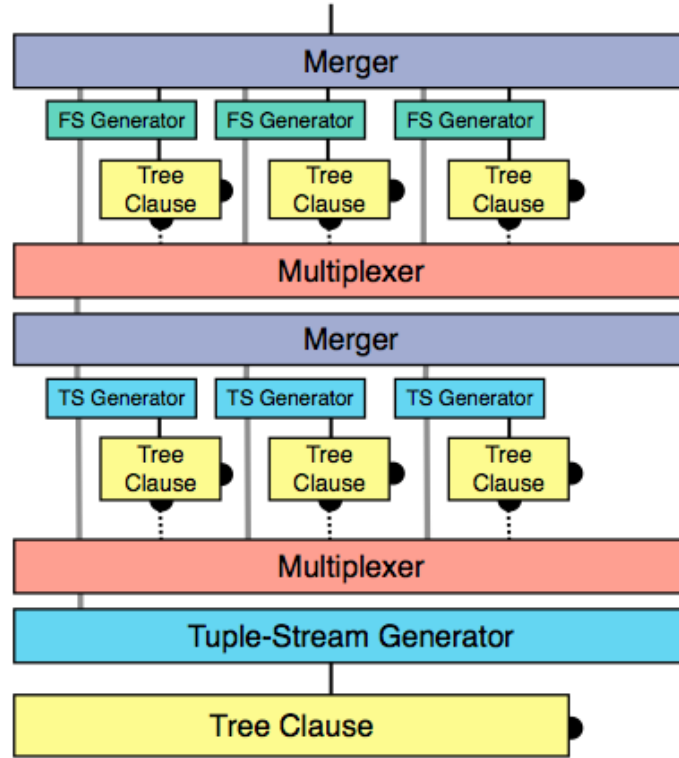 Merger
FS Generator FS Generator FS Generator
Tree Tree Tree
Clause Clause Clause
Multiplexer
Merger
TS Generator TS Generator TS Generator
Tree Tree Tree
Clause Clause Clause
Multiplexer
Tuple-Stream Generator
Tree Clause